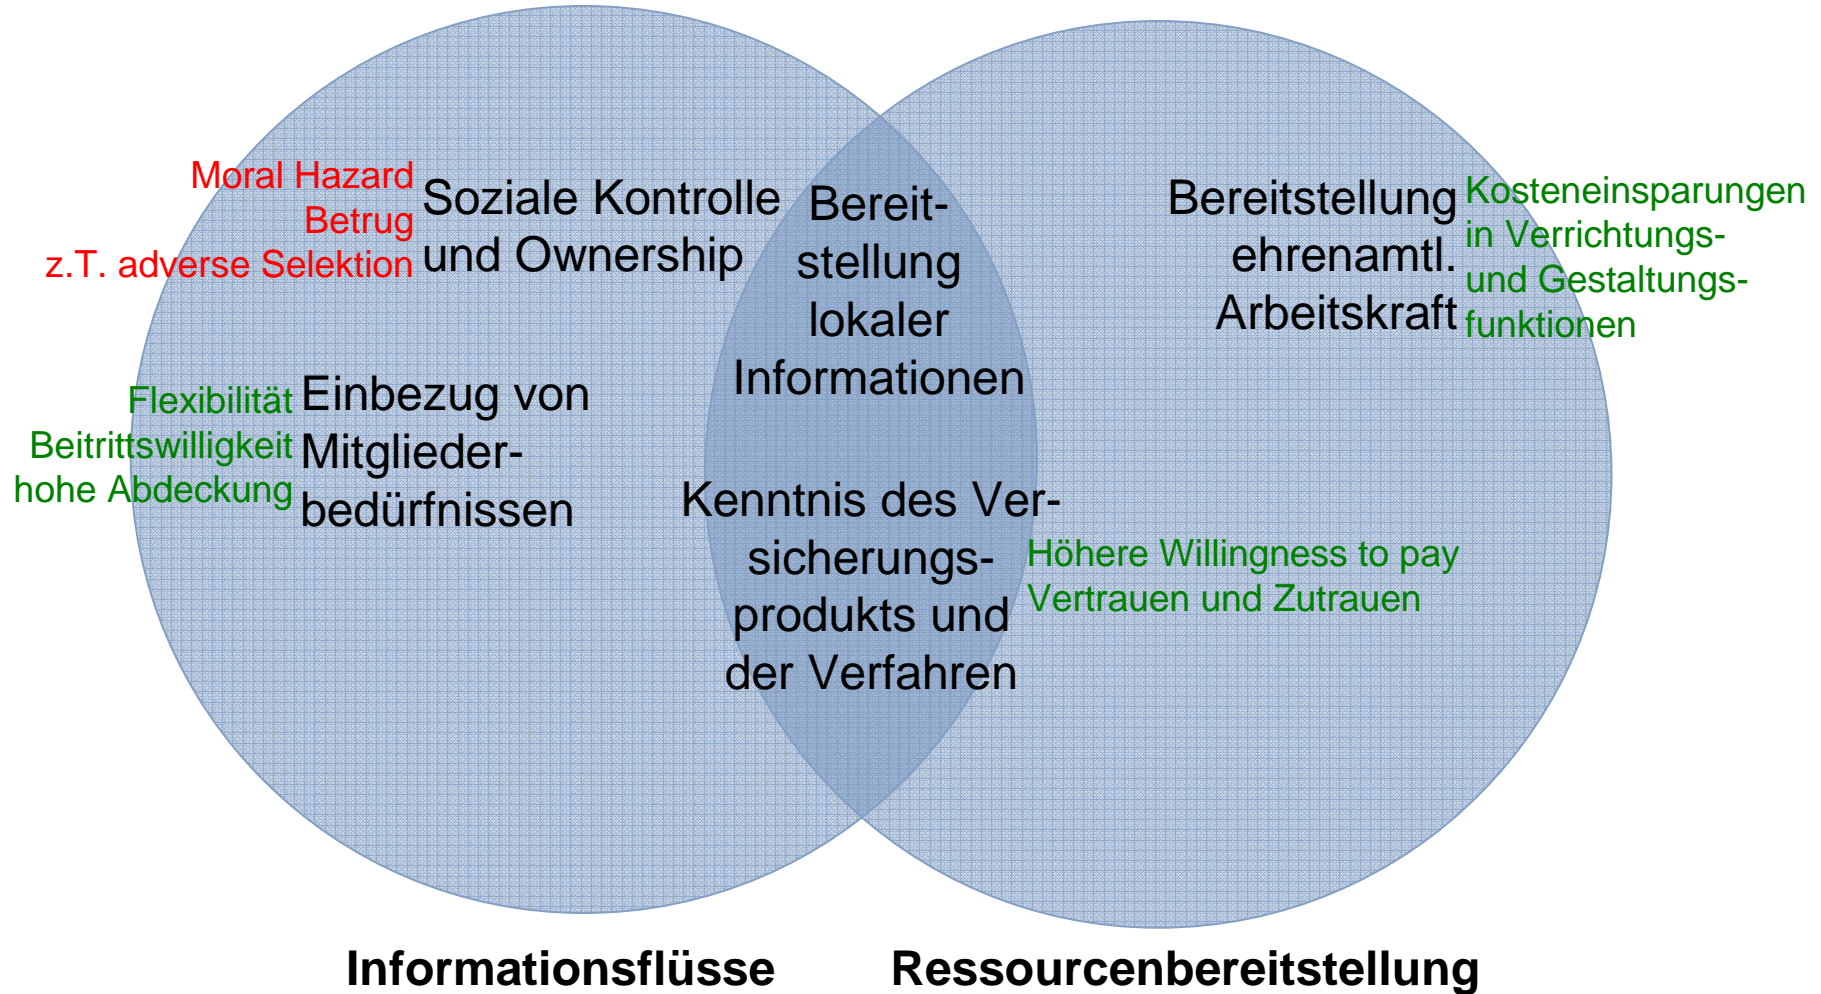 Moral Hazard
Betrug
z.T. adverse Selektion
Soziale Kontrolle
und Ownership
Bereit-
stellung
lokaler
Informationen
Bereitstellung
ehrenamtl.
Arbeitskraft
Kosteneinsparungen
in Verrichtungs-
und Gestaltungs-
funktionen
Flexibilität
Beitrittswilligkeit
hohe Abdeckung
Einbezug von
Mitglieder-
bedürfnissen
Kenntnis des Ver-
sicherungs-
produkts und
der Verfahren
Höhere Willingness to pay
Vertrauen und Zutrauen
Informationsflüsse
Ressourcenbereitstellung